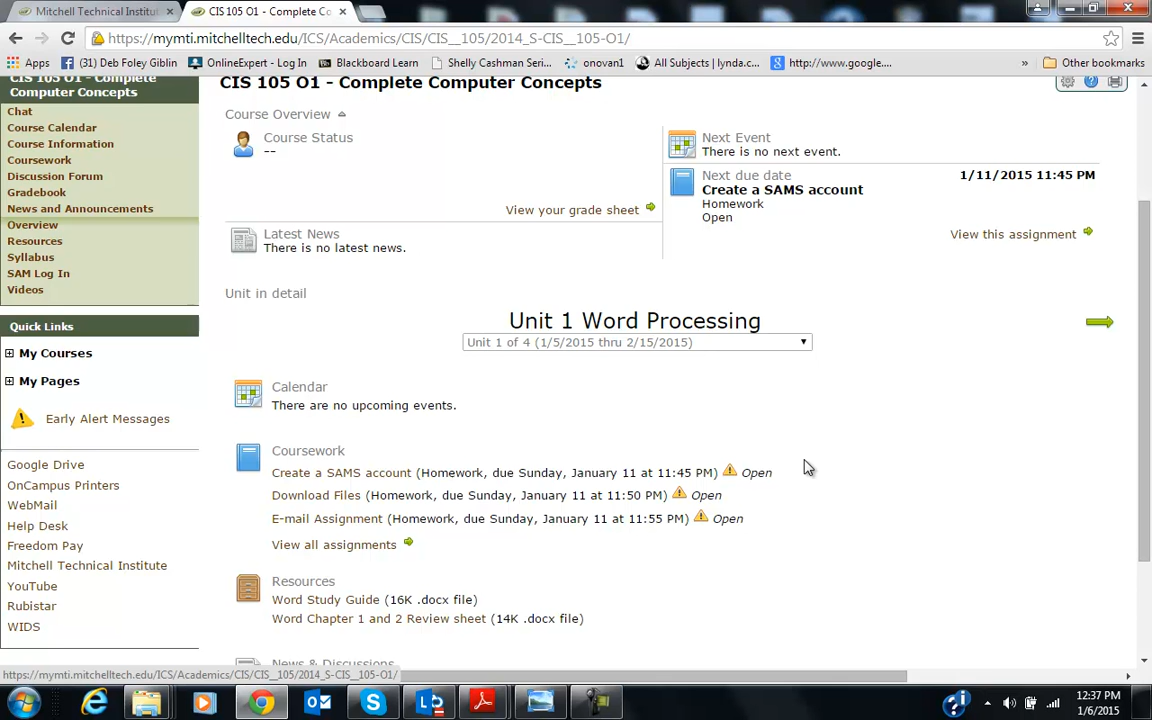 Mitchell Technical Institut
CIS 105 O1 - Complete Co
https://mymti.mitchelltech.edu/ICS/Academics/CIS/CIS__105/2014_S-CIS__105-O1/
Apps
(31) Deb Foley Giblin
OnlineExpert - Log In
Blackboard Learn
Shelly Cashman Seri...
onovan1
All Subjects | lynda.c...
http://www.google....
»
Other bookmarks
CIS 105 O1 - Complete
Computer Concepts
Chat
Course Calendar
Course Information
Coursework
Discussion Forum
Gradebook
News and Announcements
Overview
Resources
Syllabus
SAM Log In
Videos
Quick Links
My Courses
My Pages
Early Alert Messages
Google Drive
OnCampus Printers
WebMail
Help Desk
Freedom Pay
Mitchell Technical Institute
YouTube
Rubistar
WIDS
CIS 105 O1 - Complete Computer Concepts
Course Overview
Course Status
--
View your grade sheet
Next Event
There is no next event.
Next due date
1/11/2015 11:45 PM
Create a SAMS account
Homework
Open
View this assignment
Latest News
There is no latest news.
Unit in detail
Unit 1 Word Processing
Unit 1 of 4 (1/5/2015 thru 2/15/2015)
Calendar
There are no upcoming events.
Coursework
Create a SAMS account (Homework, due Sunday, January 11 at 11:45 PM) Open
Download Files (Homework, due Sunday, January 11 at 11:50 PM) Open
E-mail Assignment (Homework, due Sunday, January 11 at 11:55 PM) Open
View all assignments
Resources
Word Study Guide (16K .docx file)
Word Chapter 1 and 2 Review sheet (14K .docx file)
News & Discussions
https://mymti.mitchelltech.edu/ICS/Academics/CIS/CIS__105/2014_S-CIS__105-O1/
12:37 PM
1/6/2015